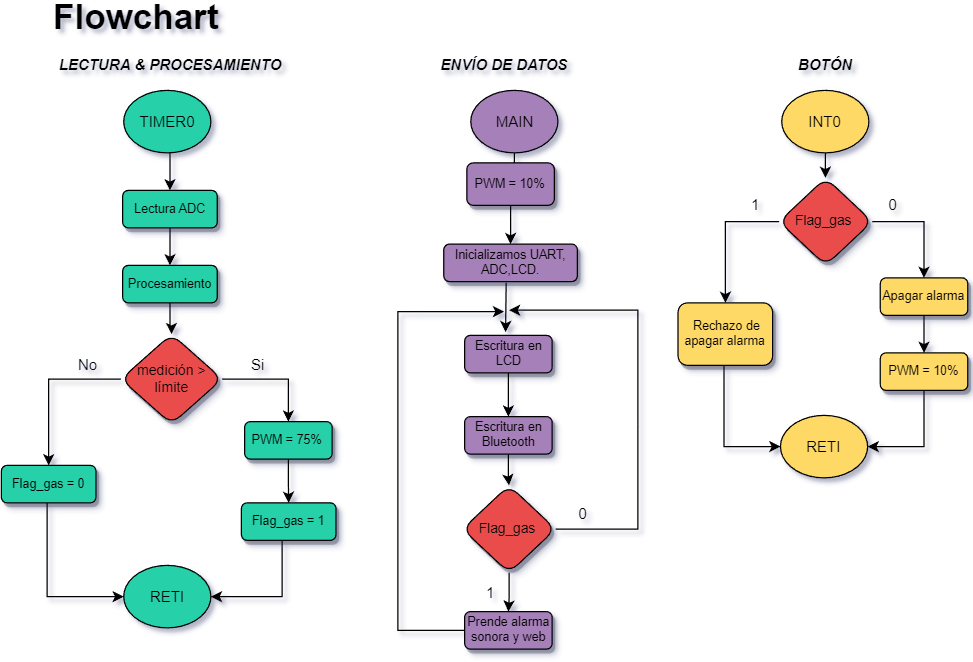 Flowchart
LECTURA & PROCESAMIENTO
TIMER0
Lectura ADC
Procesamiento
medición >
límite
No
Si
PWM = 75%
Flag_gas = 0
Flag_gas = 1
RETI
ENVÍO DE DATOS
MAIN
PWM = 10%
Inicializamos UART,
ADC,LCD.
Escritura en
LCD
Escritura en
Bluetooth
Flag_gas
0
1
Prende alarma
sonora y web
BOTÓN
INT0
Flag_gas
1
0
Apagar alarma
Rechazo de
apagar alarma
PWM = 10%
RETI